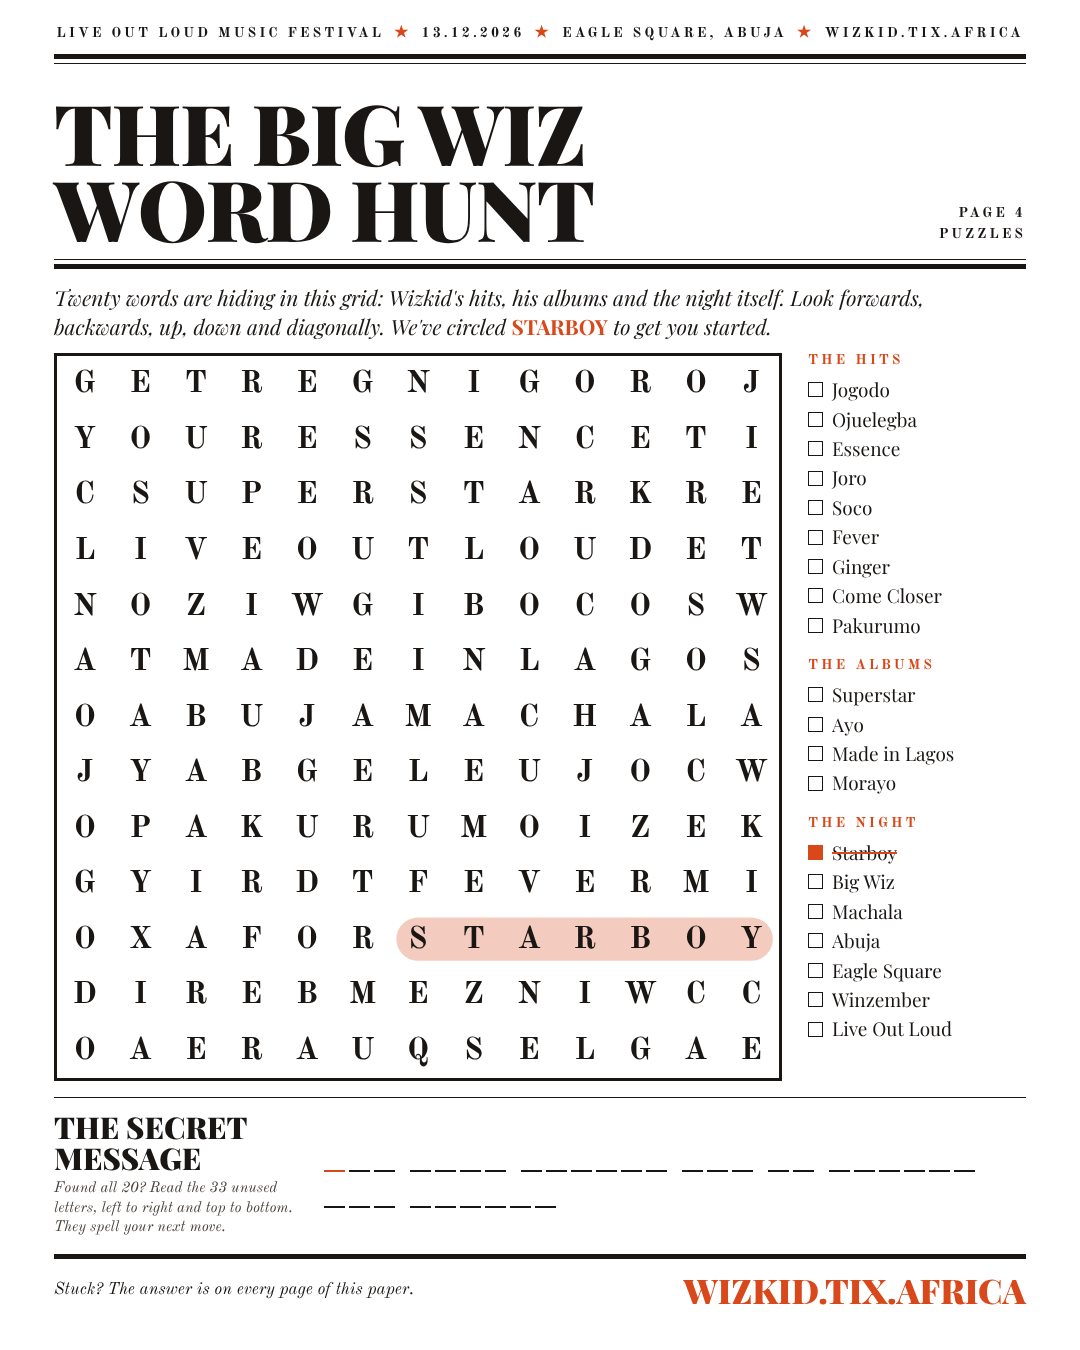 LIVE OUT LOUD MUSIC FESTIVAL ★ 13.12.2026 ★ EAGLE SQUARE, ABUJA ★ WIZKID.TIX.AFRICA
THE BIG WIZ
WORD HUNT
PAGE 4
PUZZLES
Twenty words are hiding in this grid: Wizkid's hits, his albums and the night itself. Look forwards,
backwards, up, down and diagonally. We've circled STARBOY to get you started.
G E T R E G N I G O R O J
Y O U R E S S E N C E T I
C S U P E R S T A R K R E
L I V E O U T L O U D E T
N O Z I W G I B O C O S W
A T M A D E I N L A G O S
O A B U J A M A C H A L A
J Y A B G E L E U J O C W
O P A K U R U M O I Z E K
G Y I R D T F E V E R M I
O X A F O R S T A R B O Y
D I R E B M E Z N I W C C
O A E R A U Q S E L G A E
THE HITS
Jogodo
Ojuelegba
Essence
Joro
Soco
Fever
Ginger
Come Closer
Pakurumo
THE ALBUMS
Superstar
Ayo
Made in Lagos
Morayo
THE NIGHT
Starboy
Big Wiz
Machala
Abuja
Eagle Square
Winzember
Live Out Loud
THE SECRET
MESSAGE
Found all 20? Read the 33 unused
letters, left to right and top to bottom.
They spell your next move.
Stuck? The answer is on every page of this paper.
WIZKID.TIX.AFRICA